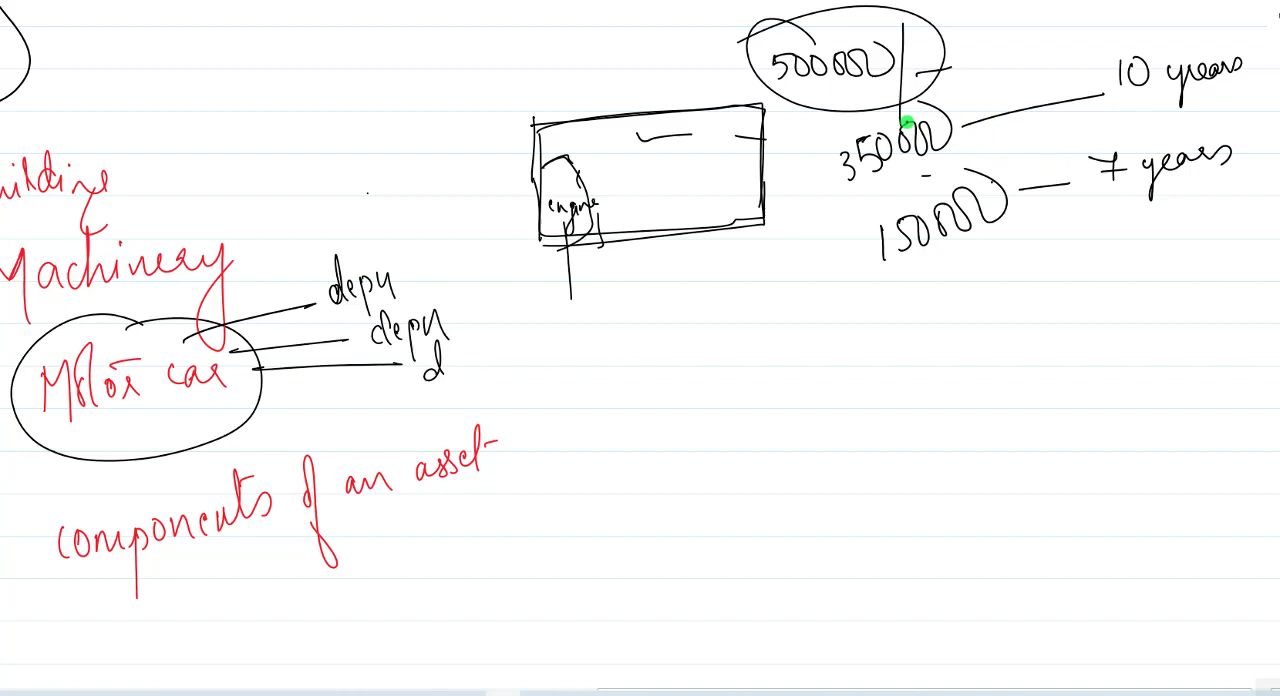 500000
10 years
350000
7 years
150000
engine
Machinery
depn
depn
d
Motor car
components of an asset